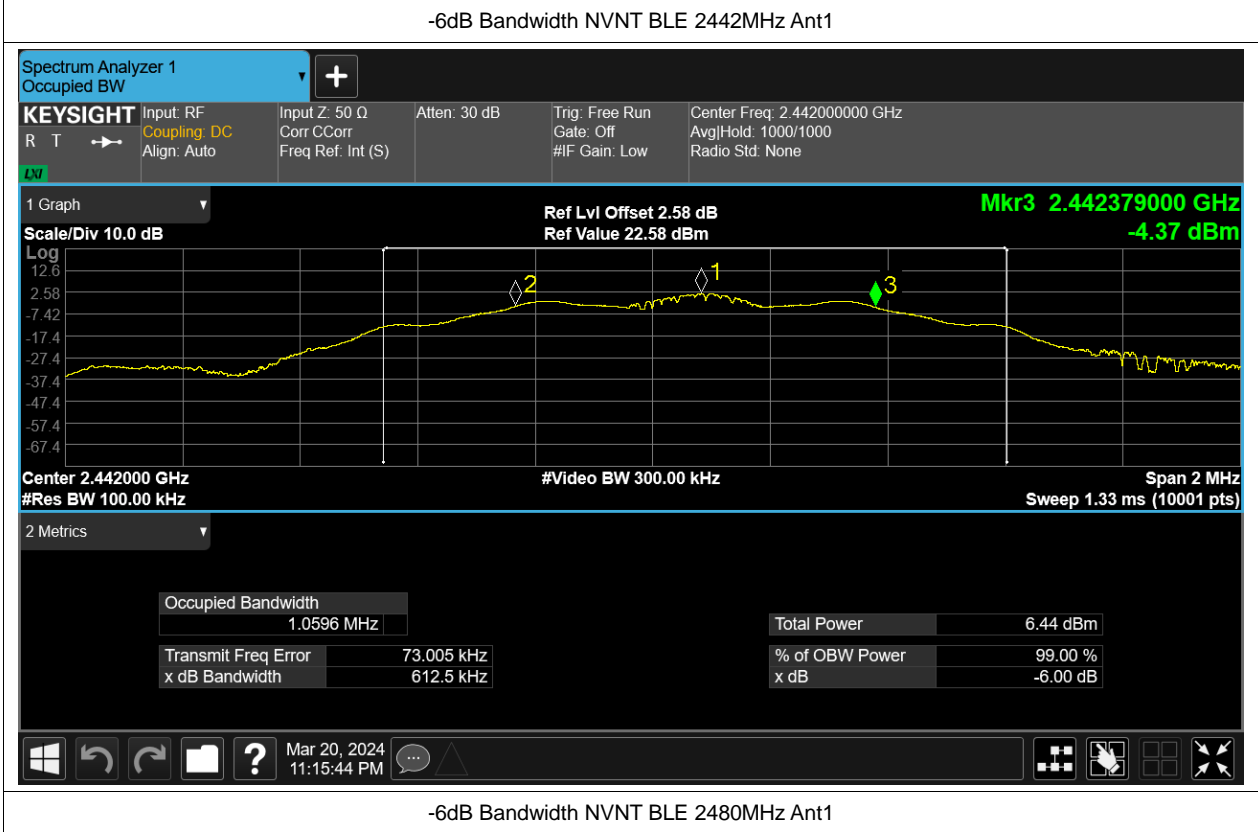 -6dB Bandwidth NVNT BLE 2442MHz Ant1
Spectrum Analyzer 1
Occupied BW
KEYSIGHT
R T
LXI
Input: RF
Coupling: DC
Align: Auto
Input Z: 50 Ω
Corr CCorr
Freq Ref: Int (S)
Atten: 30 dB
Trig: Free Run
Gate: Off
#IF Gain: Low
Center Freq: 2.442000000 GHz
Avg|Hold: 1000/1000
Radio Std: None
1 Graph
Scale/Div 10.0 dB
Ref Lvl Offset 2.58 dB
Ref Value 22.58 dBm
Mkr3 2.442379000 GHz
-4.37 dBm
Log
12.6
2.58
-7.42
-17.4
-27.4
-37.4
-47.4
-57.4
-67.4
2
1
3
Center 2.442000 GHz
#Res BW 100.00 kHz
#Video BW 300.00 kHz
Span 2 MHz
Sweep 1.33 ms (10001 pts)
2 Metrics
Occupied Bandwidth
1.0596 MHz
Transmit Freq Error 73.005 kHz
x dB Bandwidth 612.5 kHz
Total Power 6.44 dBm
% of OBW Power 99.00 %
x dB -6.00 dB
?
Mar 20, 2024
11:15:44 PM
-6dB Bandwidth NVNT BLE 2480MHz Ant1